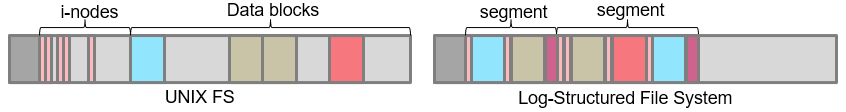 i-nodes
Data blocks
UNIX FS
segment
segment
Log-Structured File System